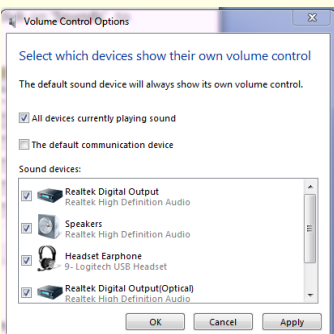 Volume Control Options
Select which devices show their own volume control
The default sound device will always show its own volume control.
All devices currently playing sound
The default communication device
Sound devices:
Realtek Digital Output
Realtek High Definition Audio
Speakers
Realtek High Definition Audio
Headset Earphone
9- Logitech USB Headset
Realtek Digital Output(Optical)
Realtek High Definition Audio
OK Cancel Apply